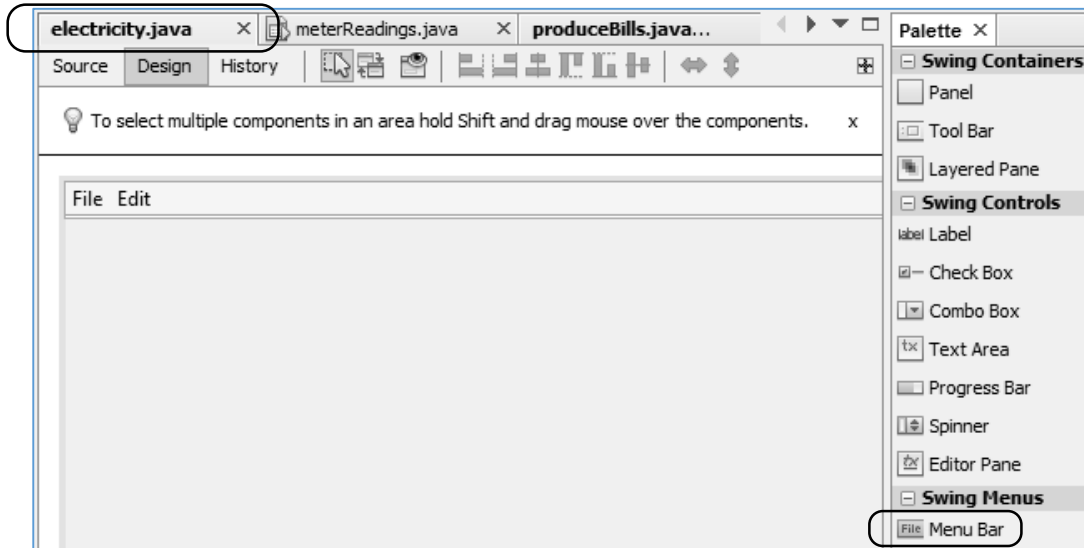 electricity.java x meterReadings.java x produceBills.java...
Palette x
Source Design History
Swing Containers
Panel
To select multiple components in an area hold Shift and drag mouse over the components. x
Tool Bar
Layered Pane
File Edit
Swing Controls
label Label
Check Box
Combo Box
tx Text Area
Progress Bar
Spinner
tx Editor Pane
Swing Menus
File Menu Bar